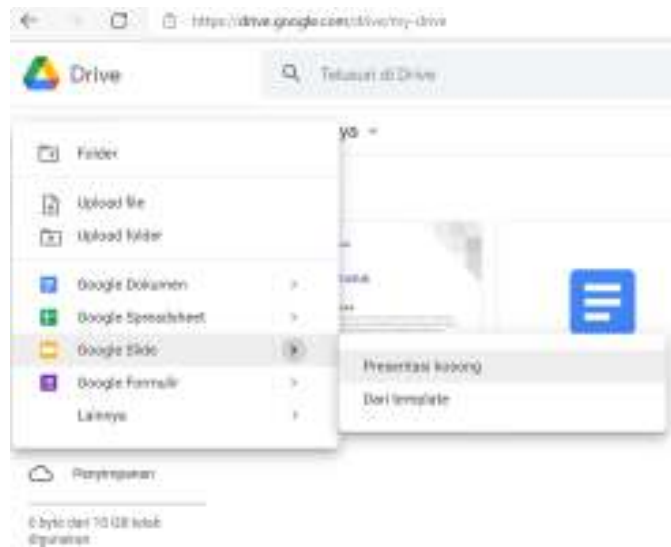 https://drive.google.com/drive/my-drive
Drive
Telusuri di Drive
ya
Folder
Upload file
Upload folder
Google Dokumen
Google Spreadsheet
Google Slide
Google Formulir
Lainnya
Presentasi kosong
Dari template
Penyimpanan
0 byte dari 15 GB telah
digunakan